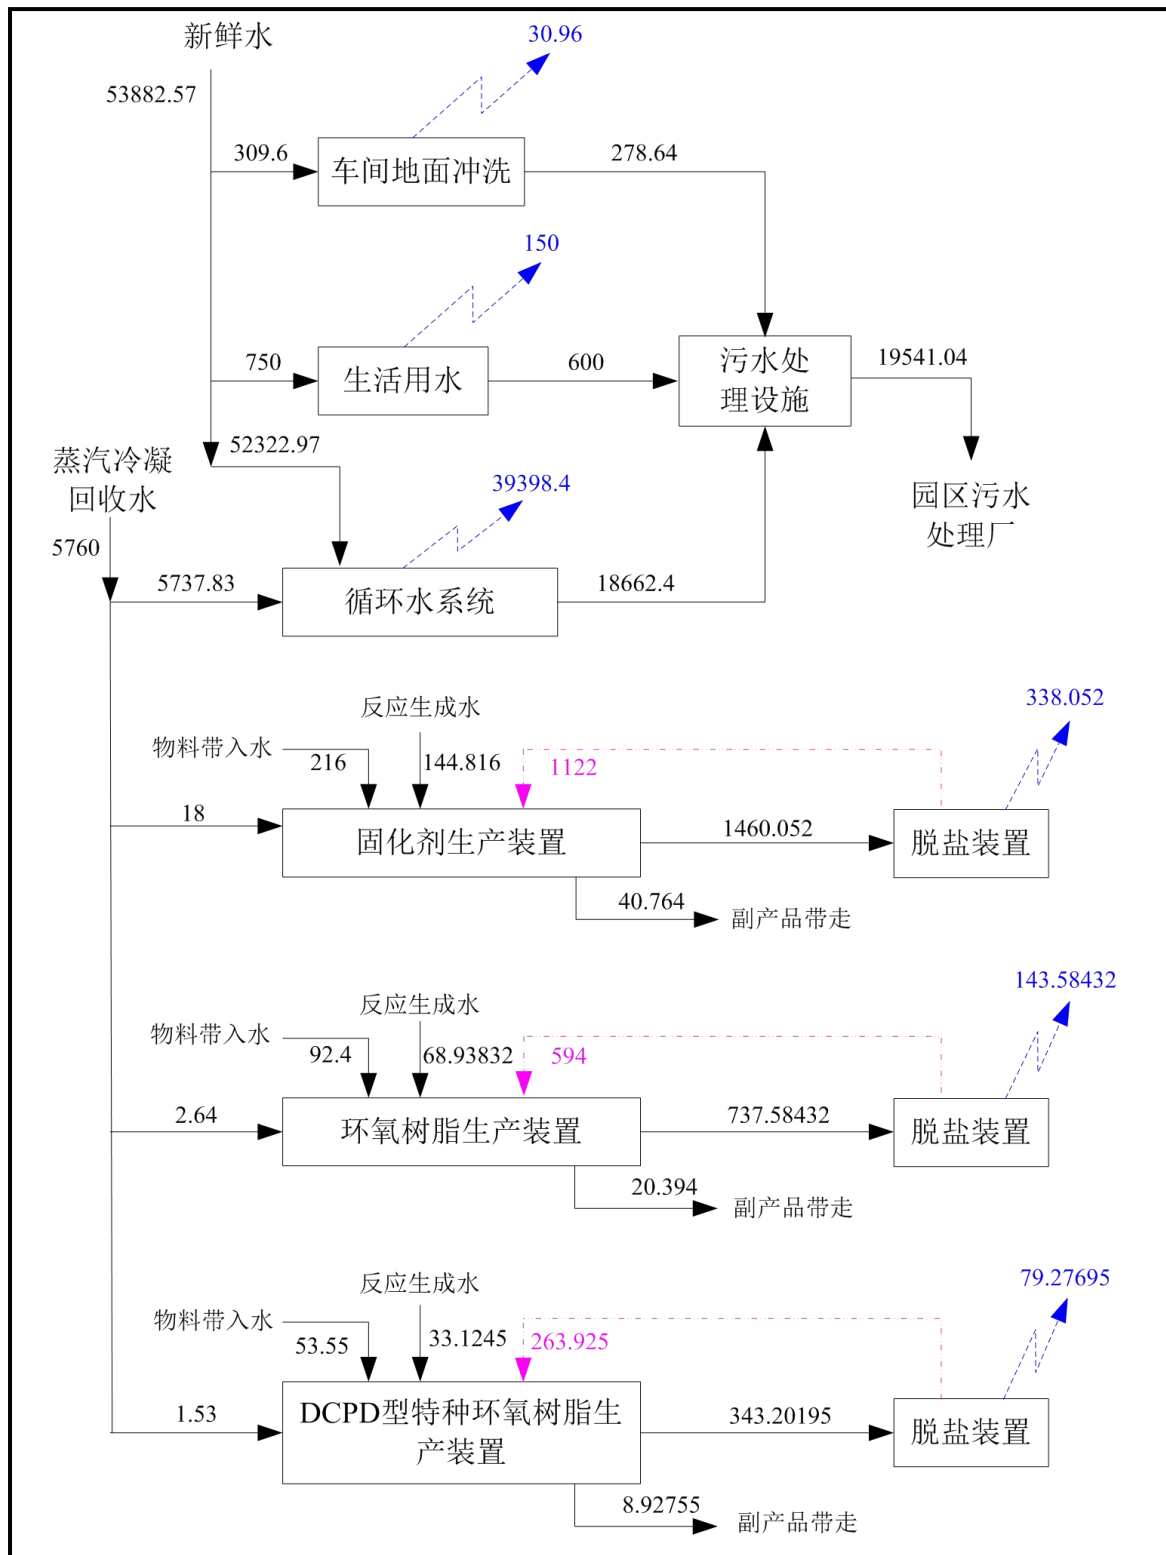 新鲜水
30.96
53882.57
309.6
车间地面冲洗
278.64
150
750
生活用水
600
污水处
理设施
19541.04
52322.97
蒸汽冷凝
回收水
39398.4
园区污水
处理厂
5760
5737.83
循环水系统
18662.4
338.052
反应生成水
物料带入水
216
144.816
1122
18
固化剂生产装置
1460.052
脱盐装置
40.764
副产品带走
143.58432
反应生成水
物料带入水
92.4
68.93832
594
2.64
环氧树脂生产装置
737.58432
脱盐装置
20.394
副产品带走
79.27695
反应生成水
物料带入水
53.55
33.1245
263.925
1.53
DCPD型特种环氧树脂生
产装置
343.20195
脱盐装置
8.92755
副产品带走